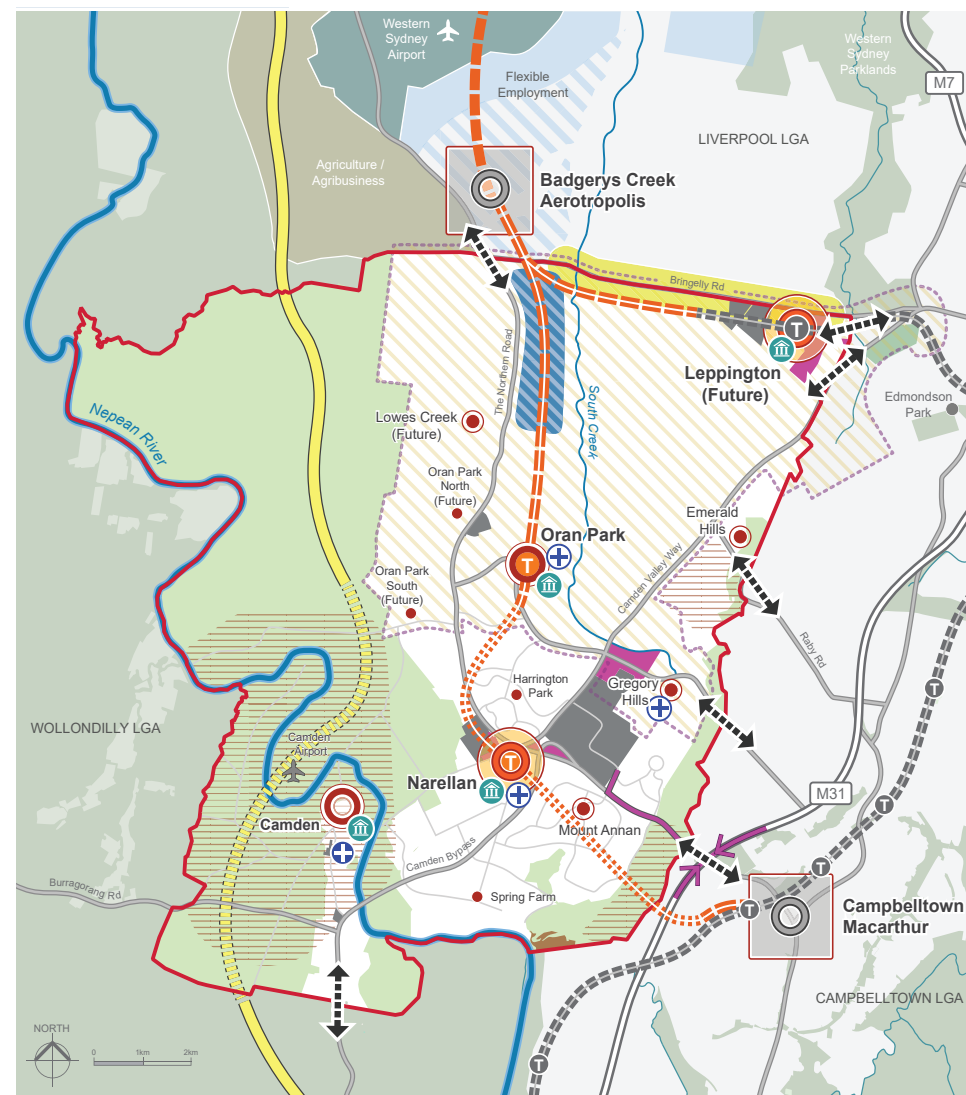 Western
Sydney
Airport
Flexible
Employment
Western
Sydney
Parklands
M7
LIVERPOOL LGA
Agriculture /
Agribusiness
Badgerys Creek
Aerotropolis
Bringelly Rd
T
Leppington
(Future)
Edmondson
Park
The Northern Road
South Creek
Nepean River
Lowes Creek
(Future)
Oran Park
North
(Future)
Emerald
Hills
Oran Park
T
Camden Valley Way
Oran Park
South
(Future)
Raby Rd
T
Harrington
Park
Gregory
Hills
WOLLONDILLY LGA
Camden
Airport
T
Narellan
M31
T
Camden
Mount Annan
Camden Bypass
T
Burragorang Rd
Spring Farm
T
Campbelltown
Macarthur
CAMPBELLTOWN LGA
NORTH
0 1km 2km
T